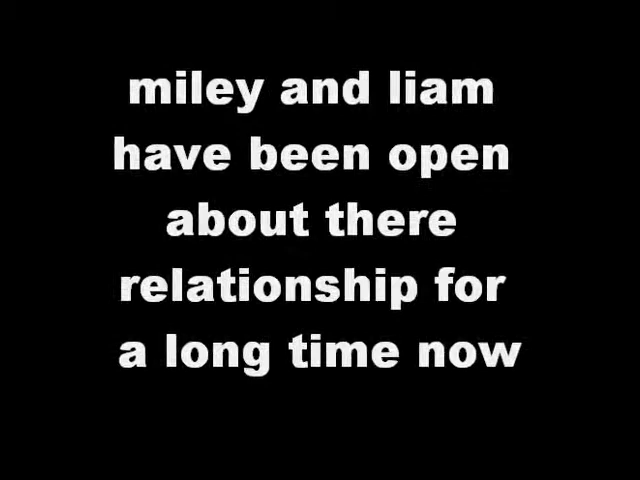 miley and liam
have been open
about there
relationship for
a long time now